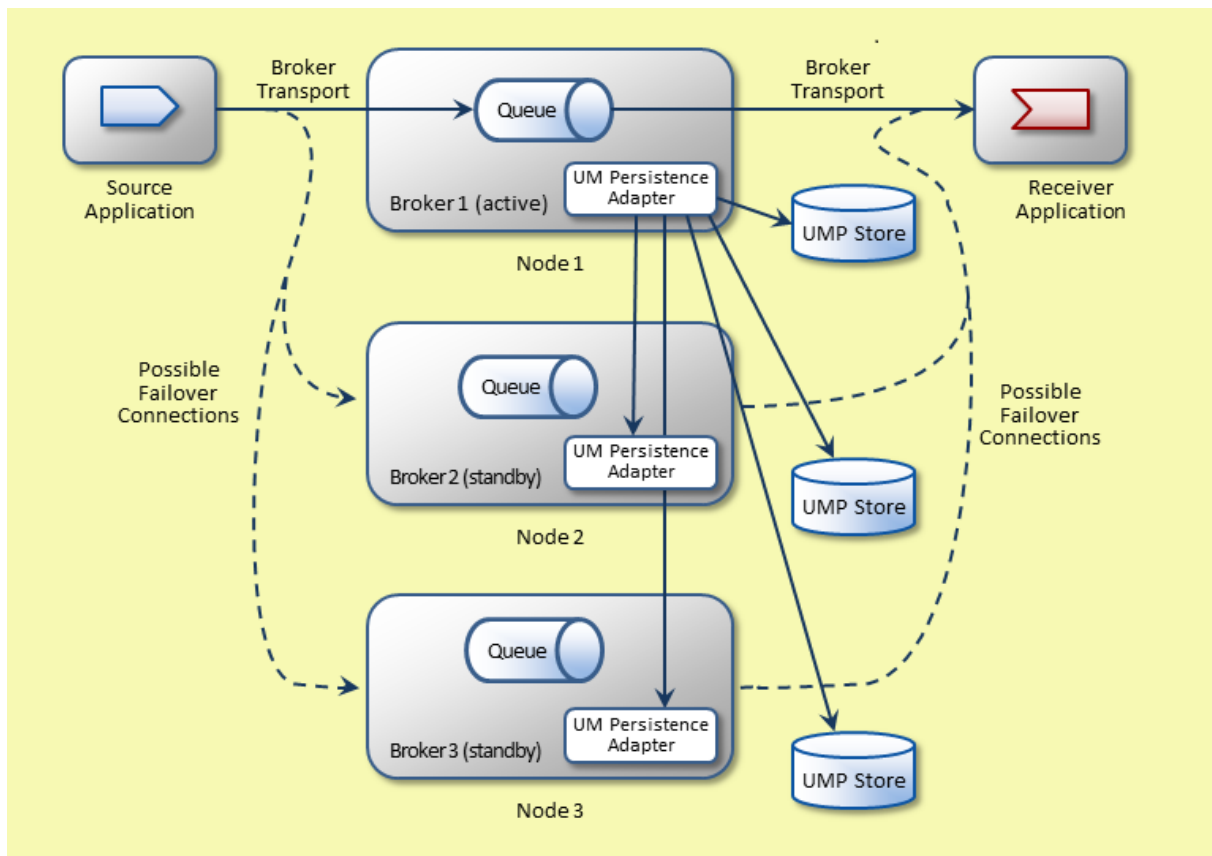 Broker
Transport
Broker
Transport
Queue
Source
Application
Broker 1 (active)
UM Persistence
Adapter
UMP Store
Receiver
Application
Node 1
Possible
Failover
Connections
Queue
Broker 2 (standby)
UM Persistence
Adapter
UMP Store
Possible
Failover
Connections
Node 2
Queue
Broker 3 (standby)
UM Persistence
Adapter
UMP Store
Node 3